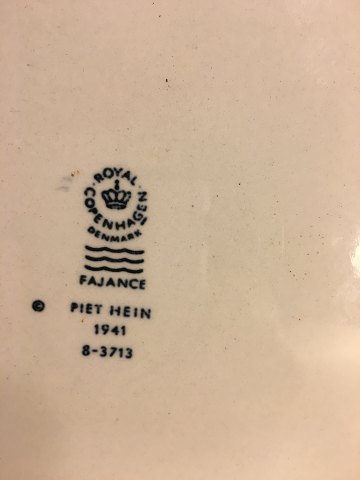 ROYAL
COPENHAGEN
DENMARK
FAJANCE
© PIET HEIN
1941
8-3713